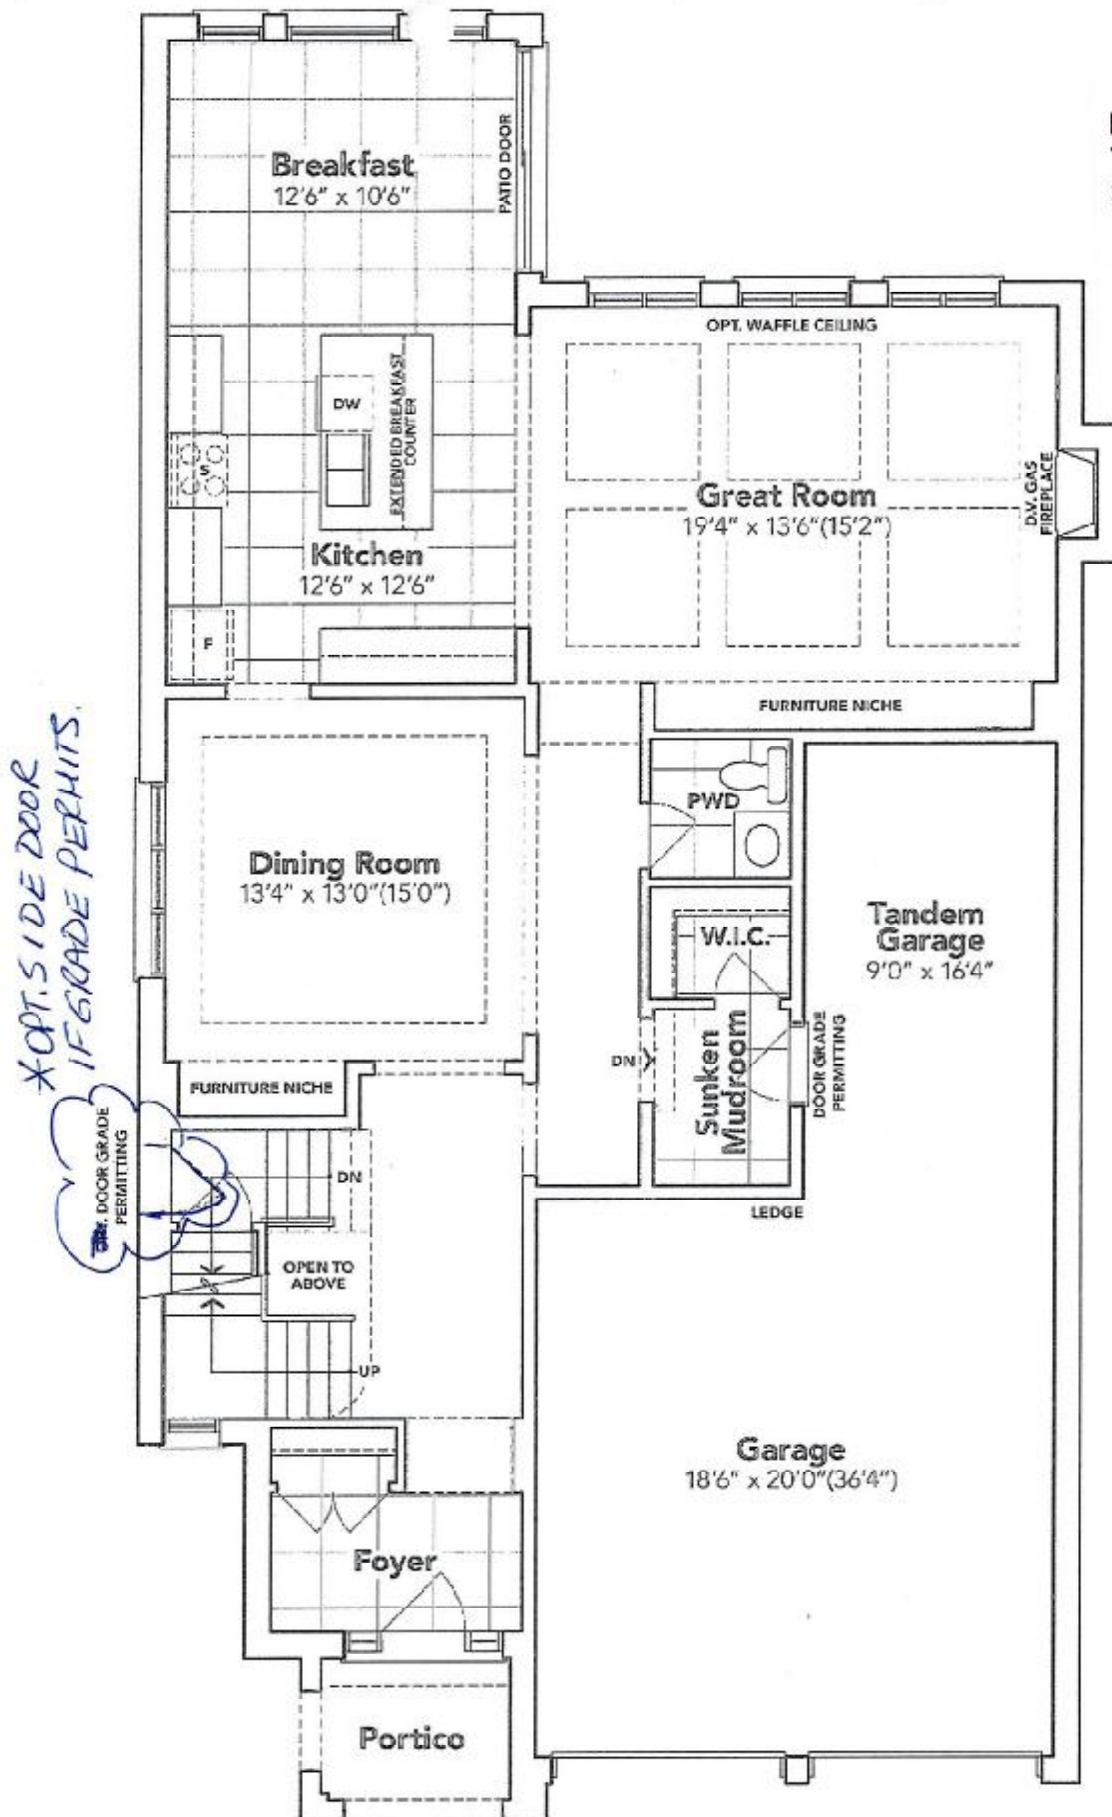 Breakfast
12'6" x 10'6"
PATIO DOOR
OPT. WAFFLE CEILING
DW
EXTENDED BREAKFAST
COUNTER
S
Great Room
19'4" x 13'6"(15'2")
D.V. GAS
FIREPLACE
Kitchen
12'6" x 12'6"
F
FURNITURE NICHE
*OPT. SIDE DOOR
IF GRADE PERMITS.
PWD
Dining Room
13'4" x 13'0"(15'0")
Tandem
Garage
9'0" x 16'4"
W.I.C.
DN
Sunken
Mudroom
DOOR GRADE
PERMITTING
FURNITURE NICHE
DOOR GRADE
PERMITTING
DN
LEDGE
OPEN TO
ABOVE
UP
Garage
18'6" x 20'0"(36'4")
Foyer
Portico